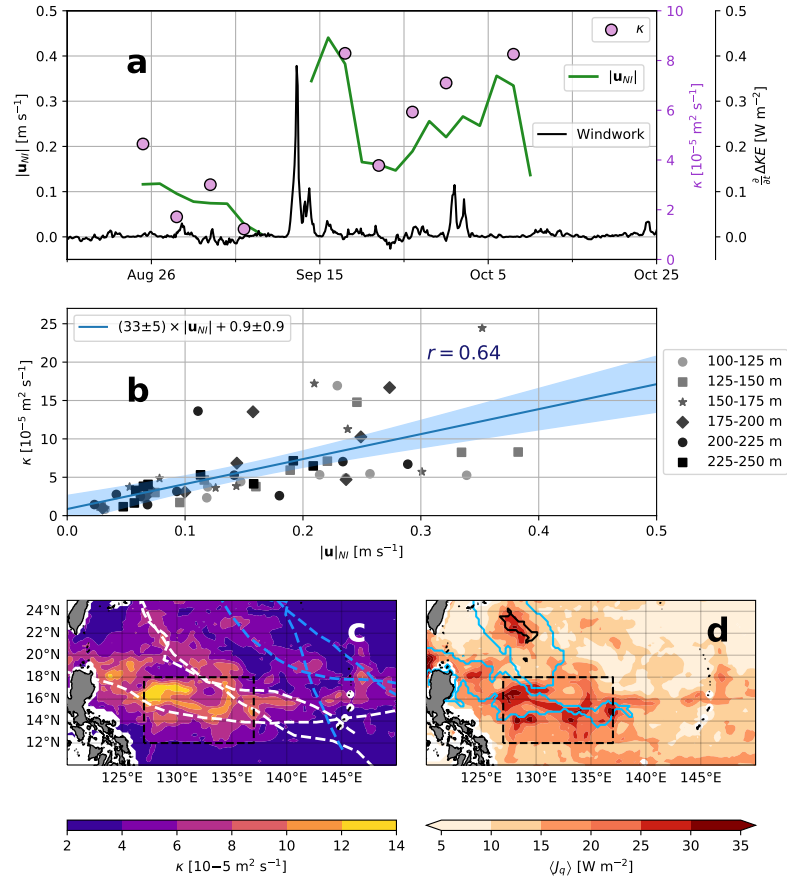 a
0.5
0.4
0.3
0.2
0.1
0.0
|u_NI| [m s⁻¹]
κ
|u_NI|
Windwork
10
8
6
4
2
0
κ [10⁻⁵ m² s⁻¹]
0.5
0.4
0.3
0.2
0.1
0.0
∂/∂t ΔKE [W m⁻²]
Aug 26
Sep 15
Oct 5
Oct 25
b
25
20
15
10
5
0
κ [10⁻⁵ m² s⁻¹]
(33±5) × |u_NI| + 0.9±0.9
r = 0.64
100-125 m
125-150 m
150-175 m
175-200 m
200-225 m
225-250 m
0.0
0.1
0.2
0.3
0.4
0.5
|u|_NI [m s⁻¹]
c
24°N
22°N
20°N
18°N
16°N
14°N
12°N
125°E
130°E
135°E
140°E
145°E
d
125°E
130°E
135°E
140°E
145°E
2
4
6
8
10
12
14
κ [10−5 m² s⁻¹]
5
10
15
20
25
30
35
⟨J_q⟩ [W m⁻²]